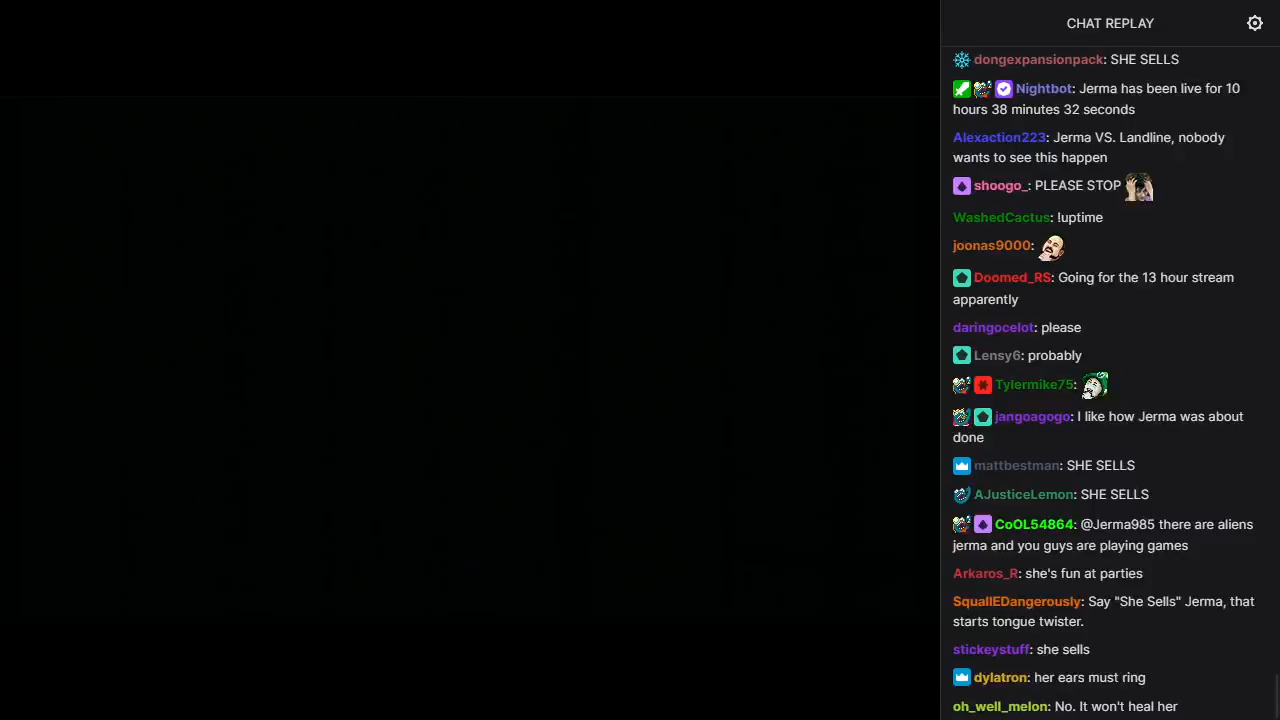 CHAT REPLAY
dongexpansionpack: SHE SELLS
Nightbot: Jerma has been live for 10
hours 38 minutes 32 seconds
Alexaction223: Jerma VS. Landline, nobody
wants to see this happen
shoogo_: PLEASE STOP
WashedCactus: !uptime
joonas9000:
Doomed_RS: Going for the 13 hour stream
apparently
daringocelot: please
Lensy6: probably
Tylermike75:
jangoagogo: I like how Jerma was about
done
mattbestman: SHE SELLS
AJusticeLemon: SHE SELLS
CoOL54864: @Jerma985 there are aliens
jerma and you guys are playing games
Arkaros_R: she's fun at parties
SquallEDangerously: Say "She Sells" Jerma, that
starts tongue twister.
stickeystuff: she sells
dylatron: her ears must ring
oh_well_melon: No. It won't heal her